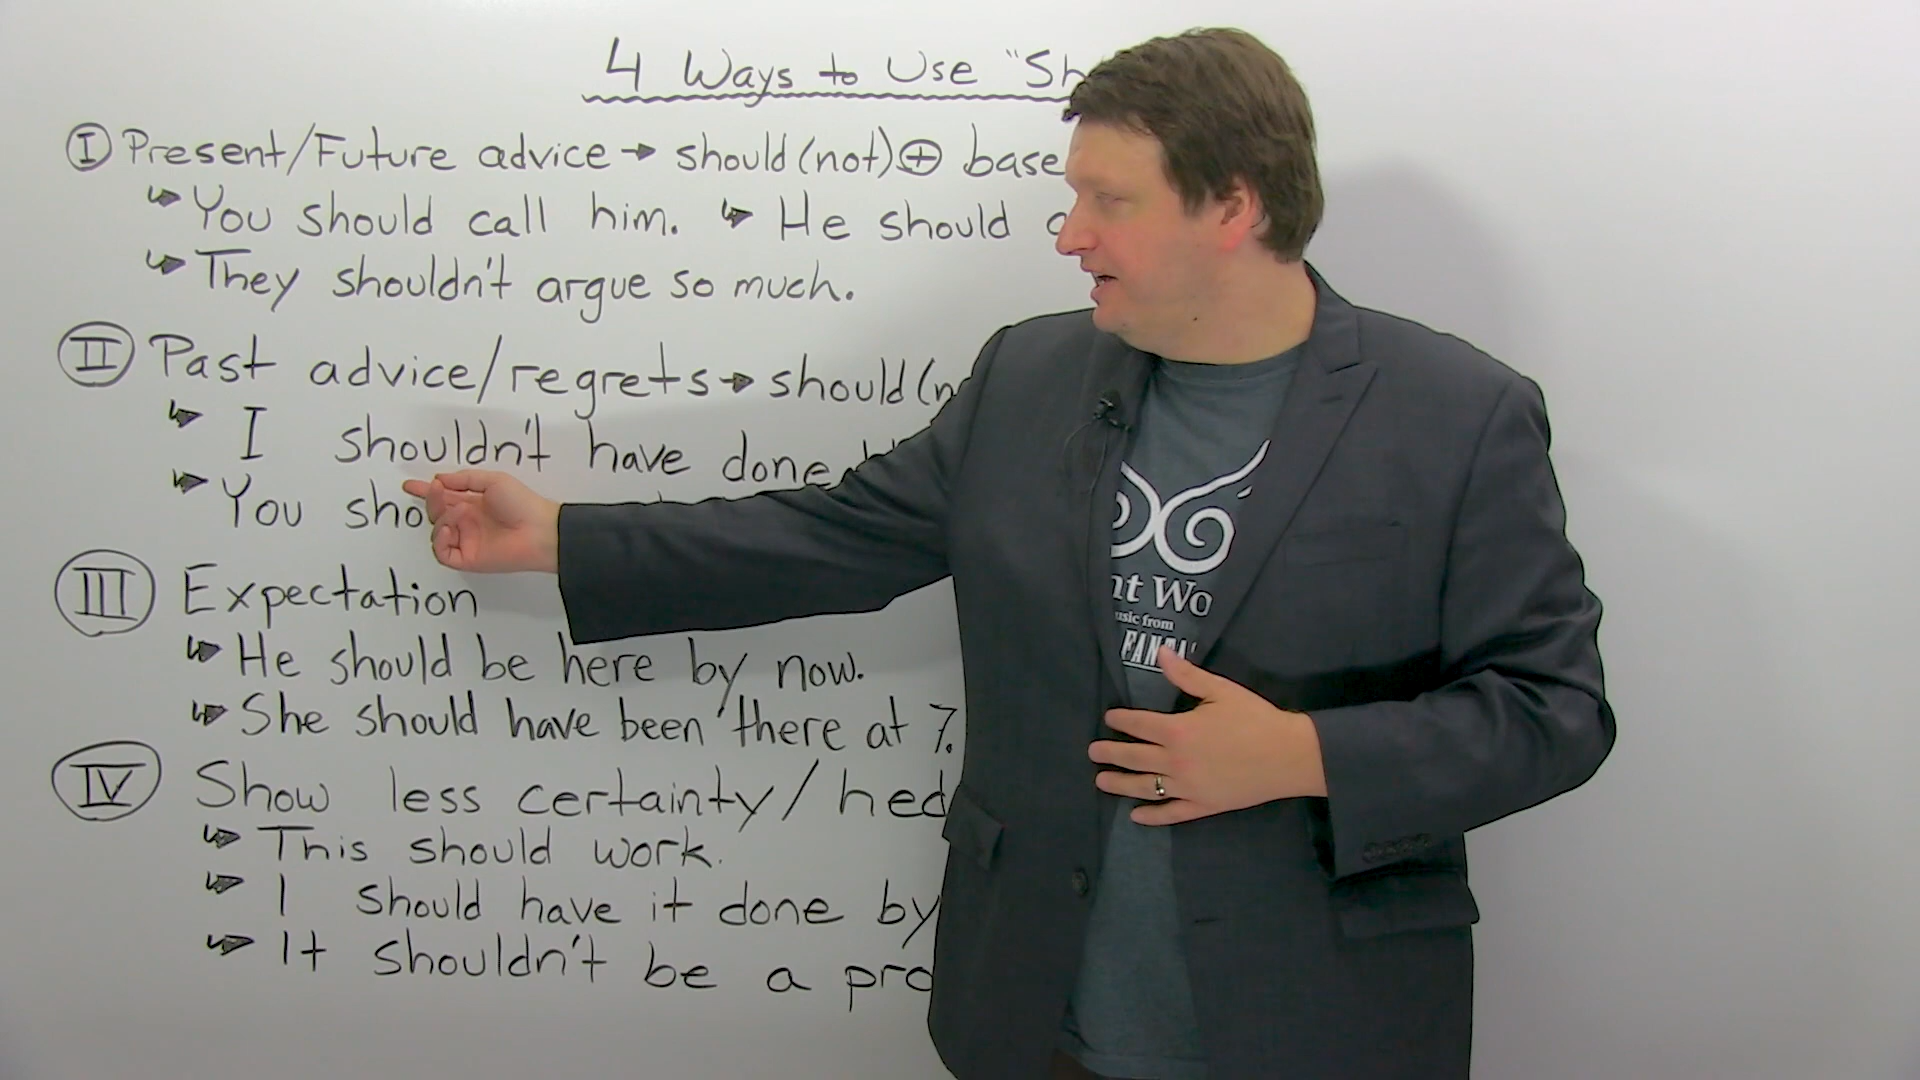 4 Ways to Use "Sh
I Present/Future advice → should (not) + base
↳ You should call him. ↳ He should
↳ They shouldn't argue so much.
II Past advice/regrets → should (n
↳ I shouldn't have done
↳ You sho
III Expectation
↳ He should be here by now.
↳ She should have been there at 7.
IV Show less certainty/hed
↳ This should work.
↳ I should have it done by
↳ It shouldn't be a pro
nt Wo
usic from
FANTA